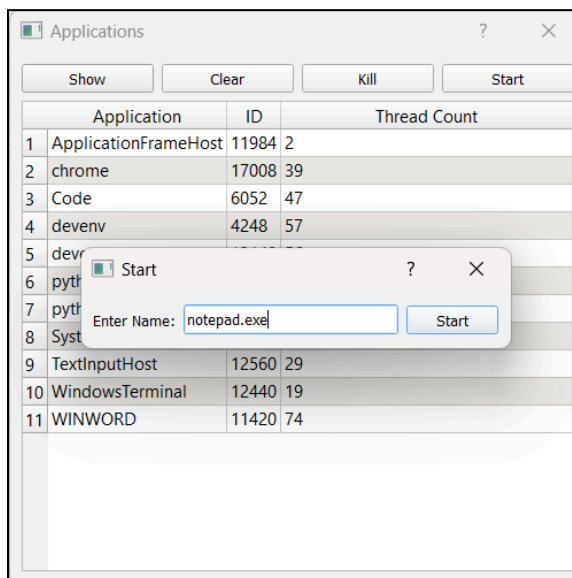 Applications ?
Show Clear Kill Start
Application ID Thread Count
1 ApplicationFrameHost 11984 2
2 chrome 17008 39
3 Code 6052 47
4 devenv 4248 57
5
6
7
8
Start ?
Enter Name: notepad.exe Start
9 TextInputHost 12560 29
10 WindowsTerminal 12440 19
11 WINWORD 11420 74